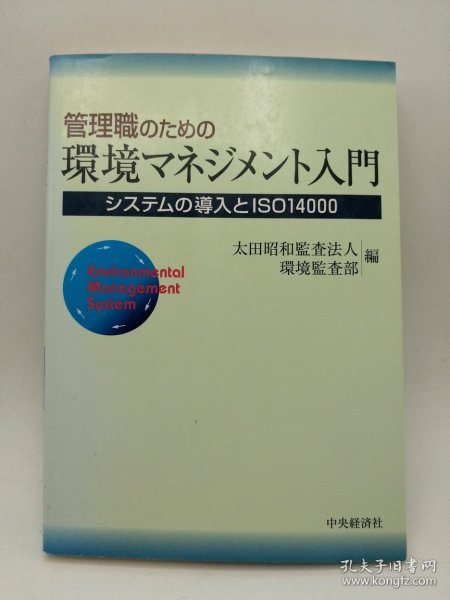 管理職のための
環境マネジメント入門
システムの導入とISO14000
太田昭和監査法人
環境監査部
編
Environmental
Management
System
中央経済社
孔夫子旧书网
www.kongfz.com